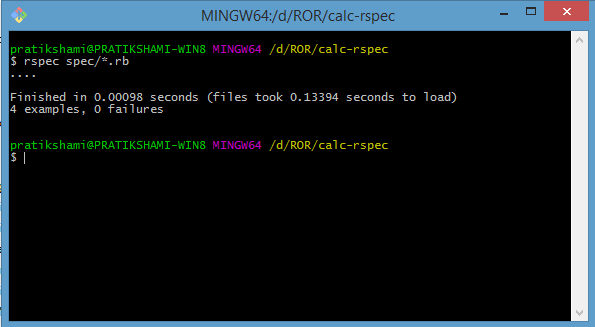 MINGW64:/d/ROR/calc-rspec
pratikshami@PRATIKSHAMI-WIN8 MINGW64 /d/ROR/calc-rspec
$ rspec spec/*.rb
....
Finished in 0.00098 seconds (files took 0.13394 seconds to load)
4 examples, 0 failures
pratikshami@PRATIKSHAMI-WIN8 MINGW64 /d/ROR/calc-rspec
$